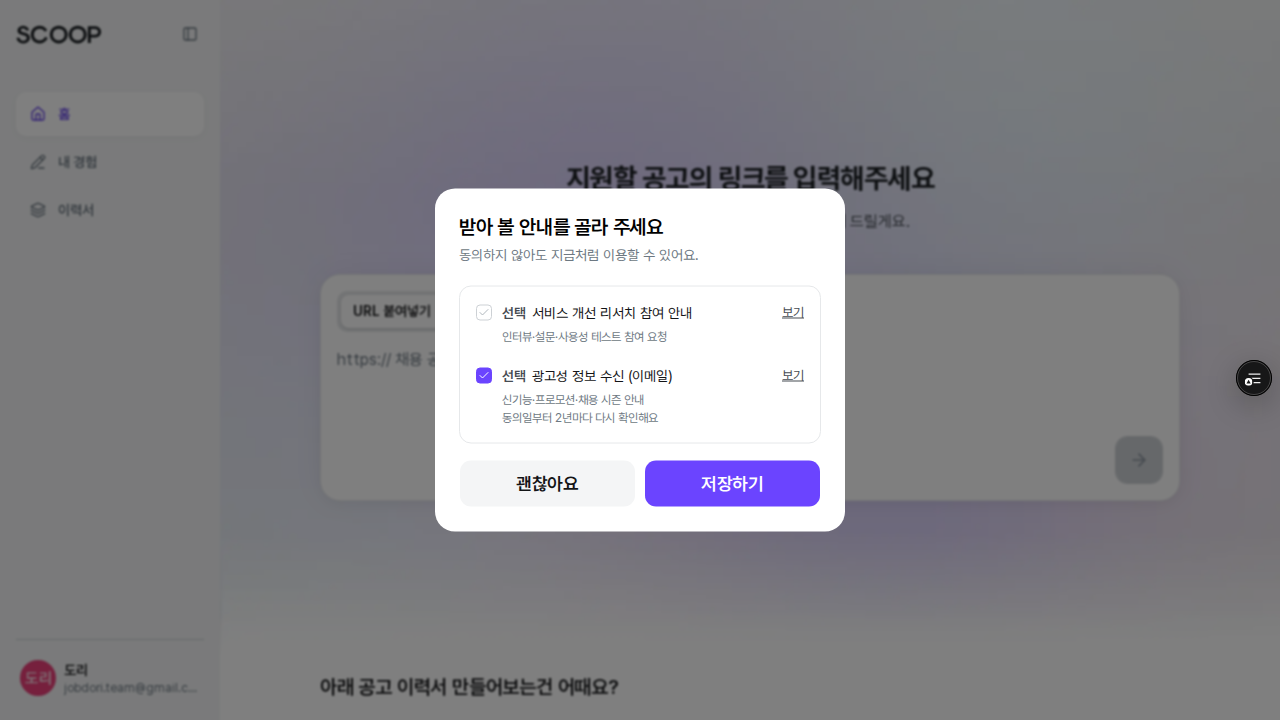 SCOOP
홈
내 경험
이력서
지원할 공고의 링크를 입력해주세요
드릴게요.
URL 붙여넣기
https:// 채용
받아 볼 안내를 골라 주세요
동의하지 않아도 지금처럼 이용할 수 있어요.
선택 서비스 개선 리서치 참여 안내
보기
인터뷰·설문·사용성 테스트 참여 요청
선택 광고성 정보 수신 (이메일)
보기
신기능·프로모션·채용 시즌 안내
동의일부터 2년마다 다시 확인해요
괜찮아요
저장하기
아래 공고 이력서 만들어보는건 어때요?
도리
도리
jobdori.team@gmail.c...